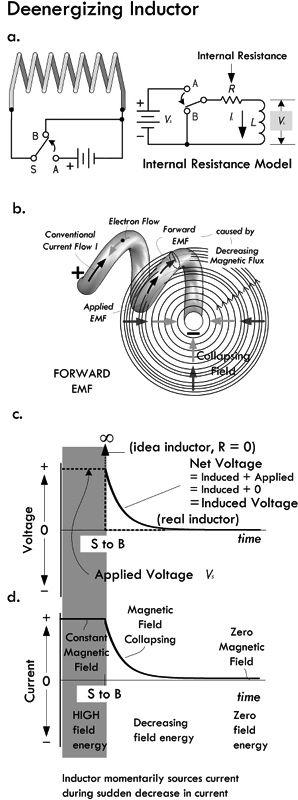 Deenergizing Inductor
a.
B
S
A
+
Internal Resistance
A
R
+
Vs
B
I
L
V
−
Internal Resistance Model
b.
Electron Flow
Conventional
Current Flow I
Forward
EMF
caused by
Decreasing
Magnetic Flux
+
Applied
EMF
−
Collapsing
Field
FORWARD
EMF
c.
∞
(idea inductor, R = 0)
+
Net Voltage
= Induced + Applied
= Induced + 0
= Induced Voltage
(real inductor)
Voltage
0
S to B
time
Applied Voltage Vs
−
d.
+
Constant
Magnetic
Field
Magnetic
Field
Collapsing
Zero
Magnetic
Field
Current
0
S to B
time
HIGH
field
energy
Decreasing
field energy
Zero
field
energy
−
Inductor momentarily sources current
during sudden decrease in current